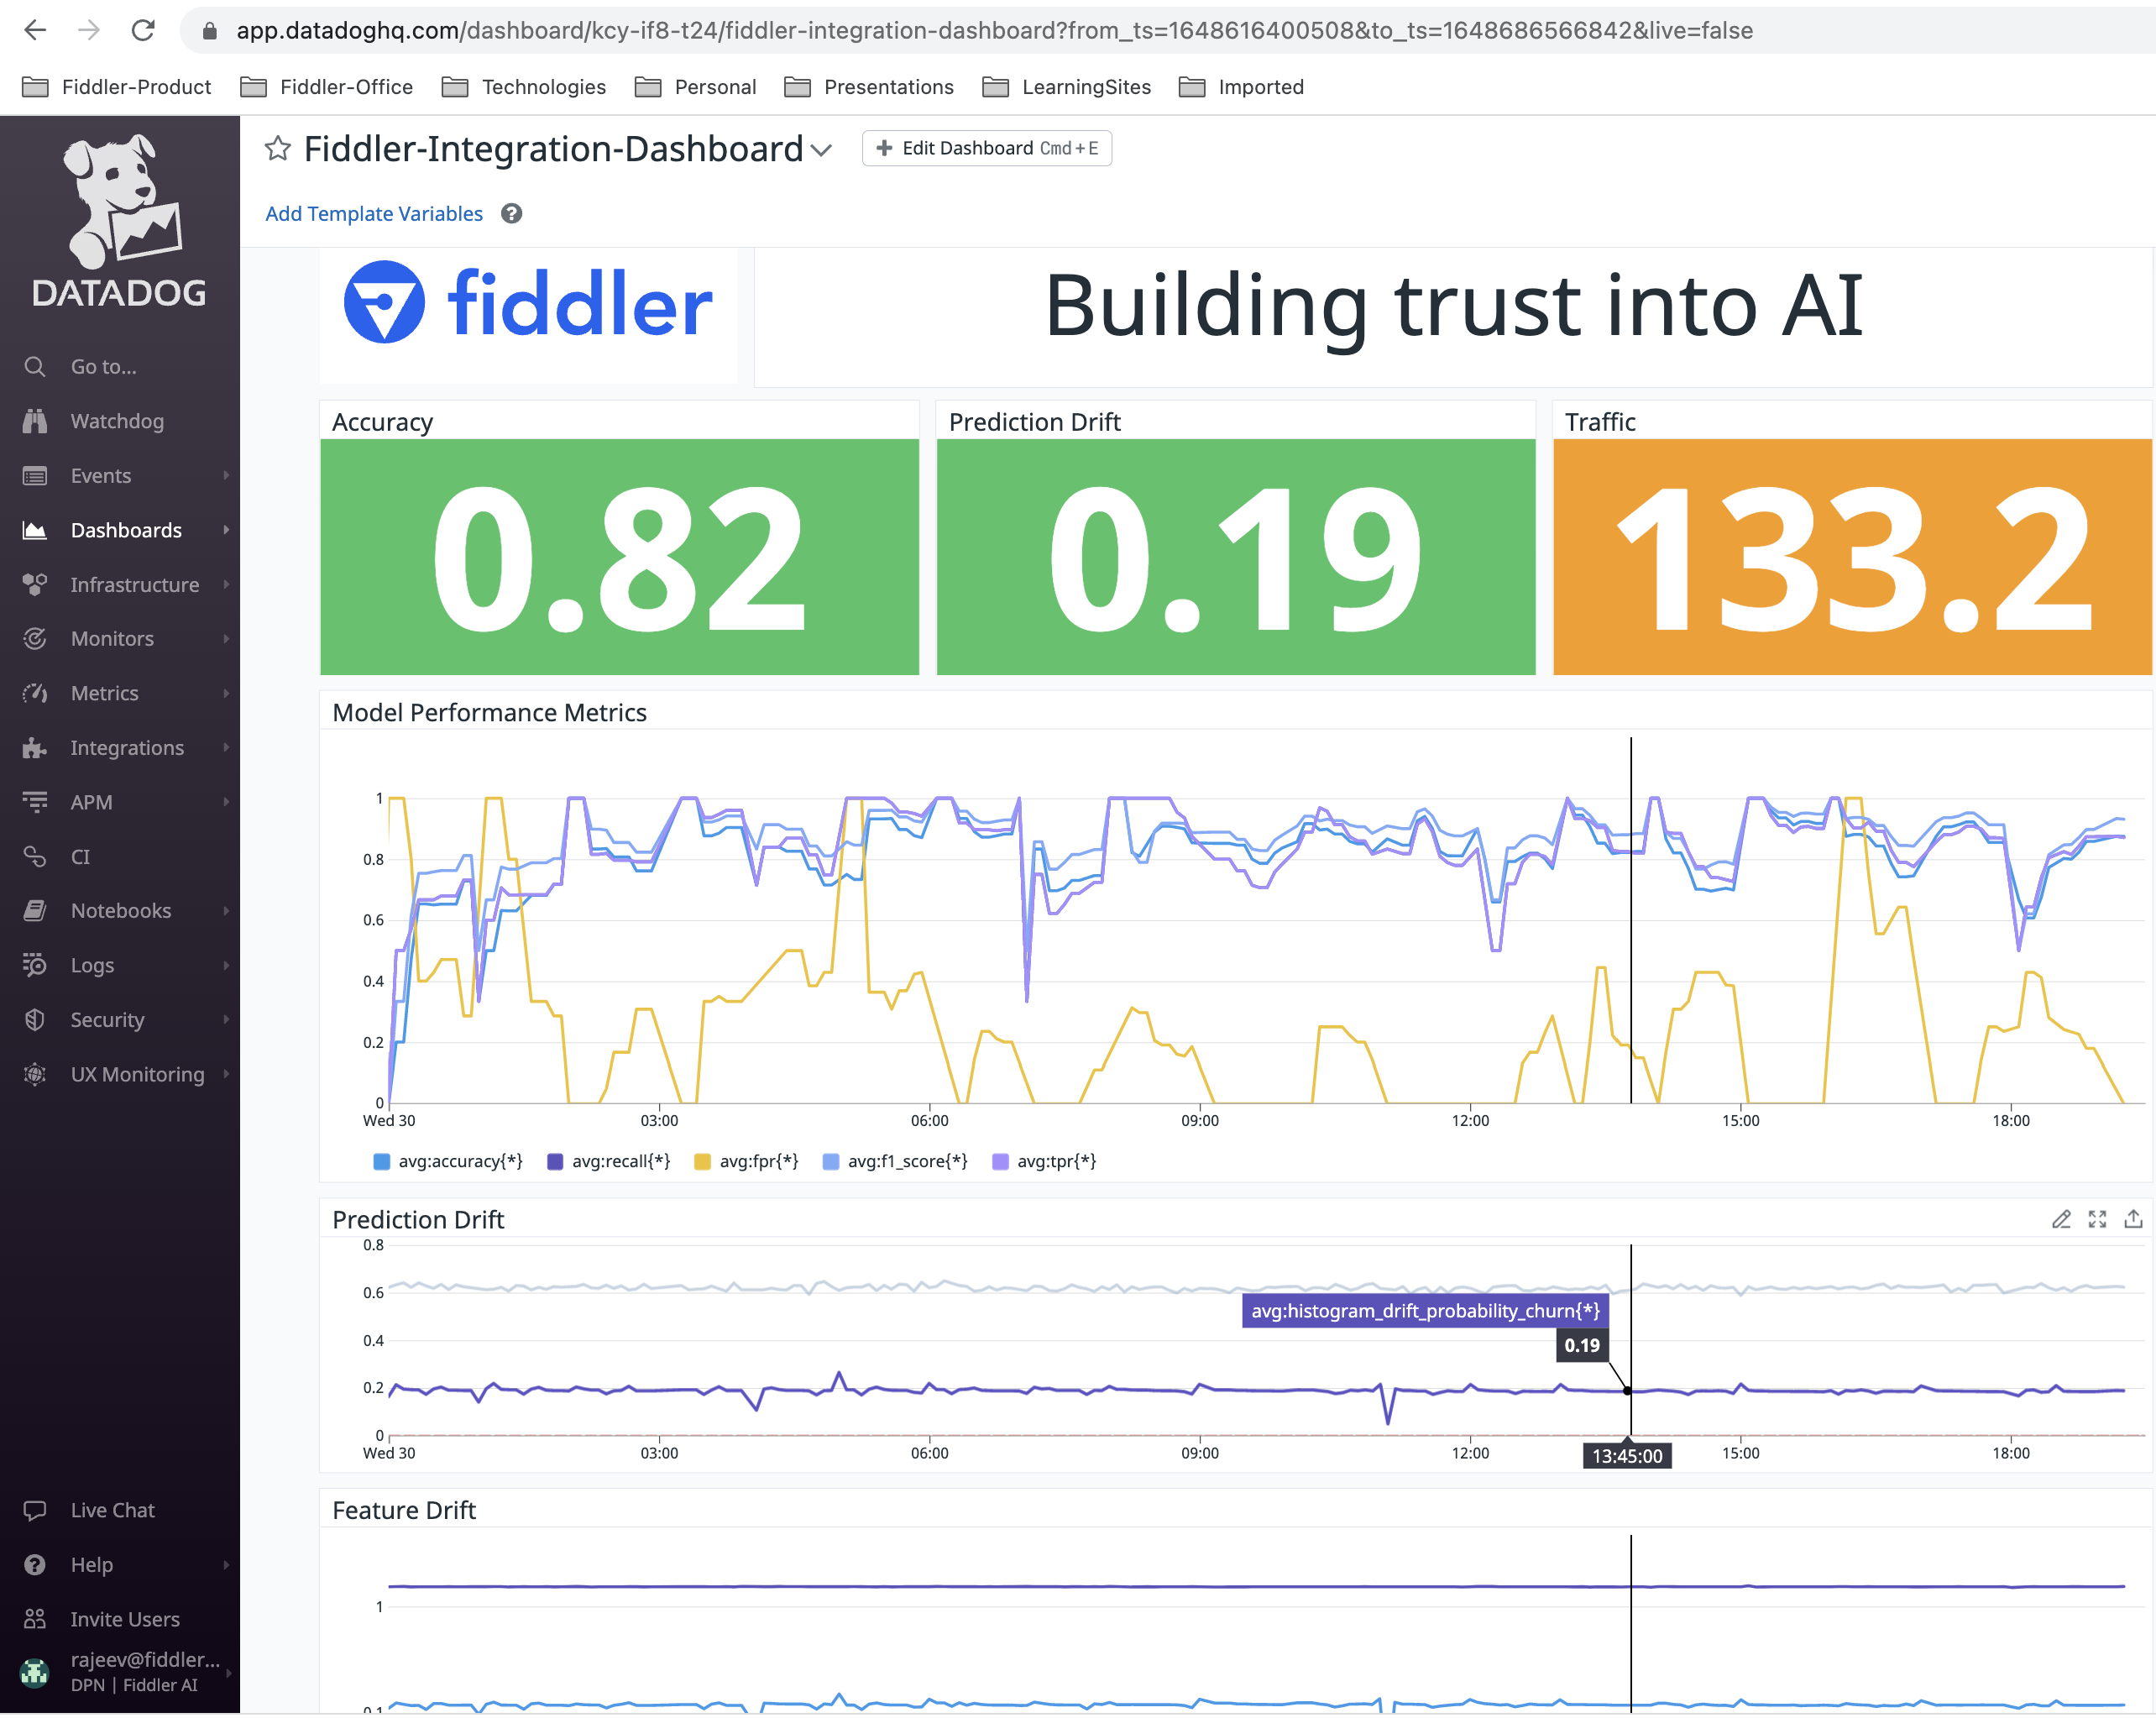 app.datadoghq.com/dashboard/kcy-if8-t24/fiddler-integration-dashboard?from_ts=1648616400508&to_ts=1648686566842&live=false
Fiddler-Product Fiddler-Office Technologies Personal Presentations LearningSites Imported
DATADOG
Go to...
Watchdog
Events
Dashboards
Infrastructure
Monitors
Metrics
Integrations
APM
CI
Notebooks
Logs
Security
UX Monitoring
Live Chat
Help
Invite Users
rajeev@fiddler...
DPN | Fiddler AI
Fiddler-Integration-Dashboard
Edit Dashboard Cmd+E
Add Template Variables ?
fiddler
Building trust into AI
Accuracy
0.82
Prediction Drift
0.19
Traffic
133.2
Model Performance Metrics
1
0.8
0.6
0.4
0.2
0
Wed 30 03:00 06:00 09:00 12:00 15:00 18:00
avg:accuracy{*} avg:recall{*} avg:fpr{*} avg:f1_score{*} avg:tpr{*}
Prediction Drift
0.8
0.6
avg:histogram_drift_probability_churn{*}
0.4
0.19
0.2
0
Wed 30 03:00 06:00 09:00 12:00 13:45:00 15:00 18:00
Feature Drift
1
0.1